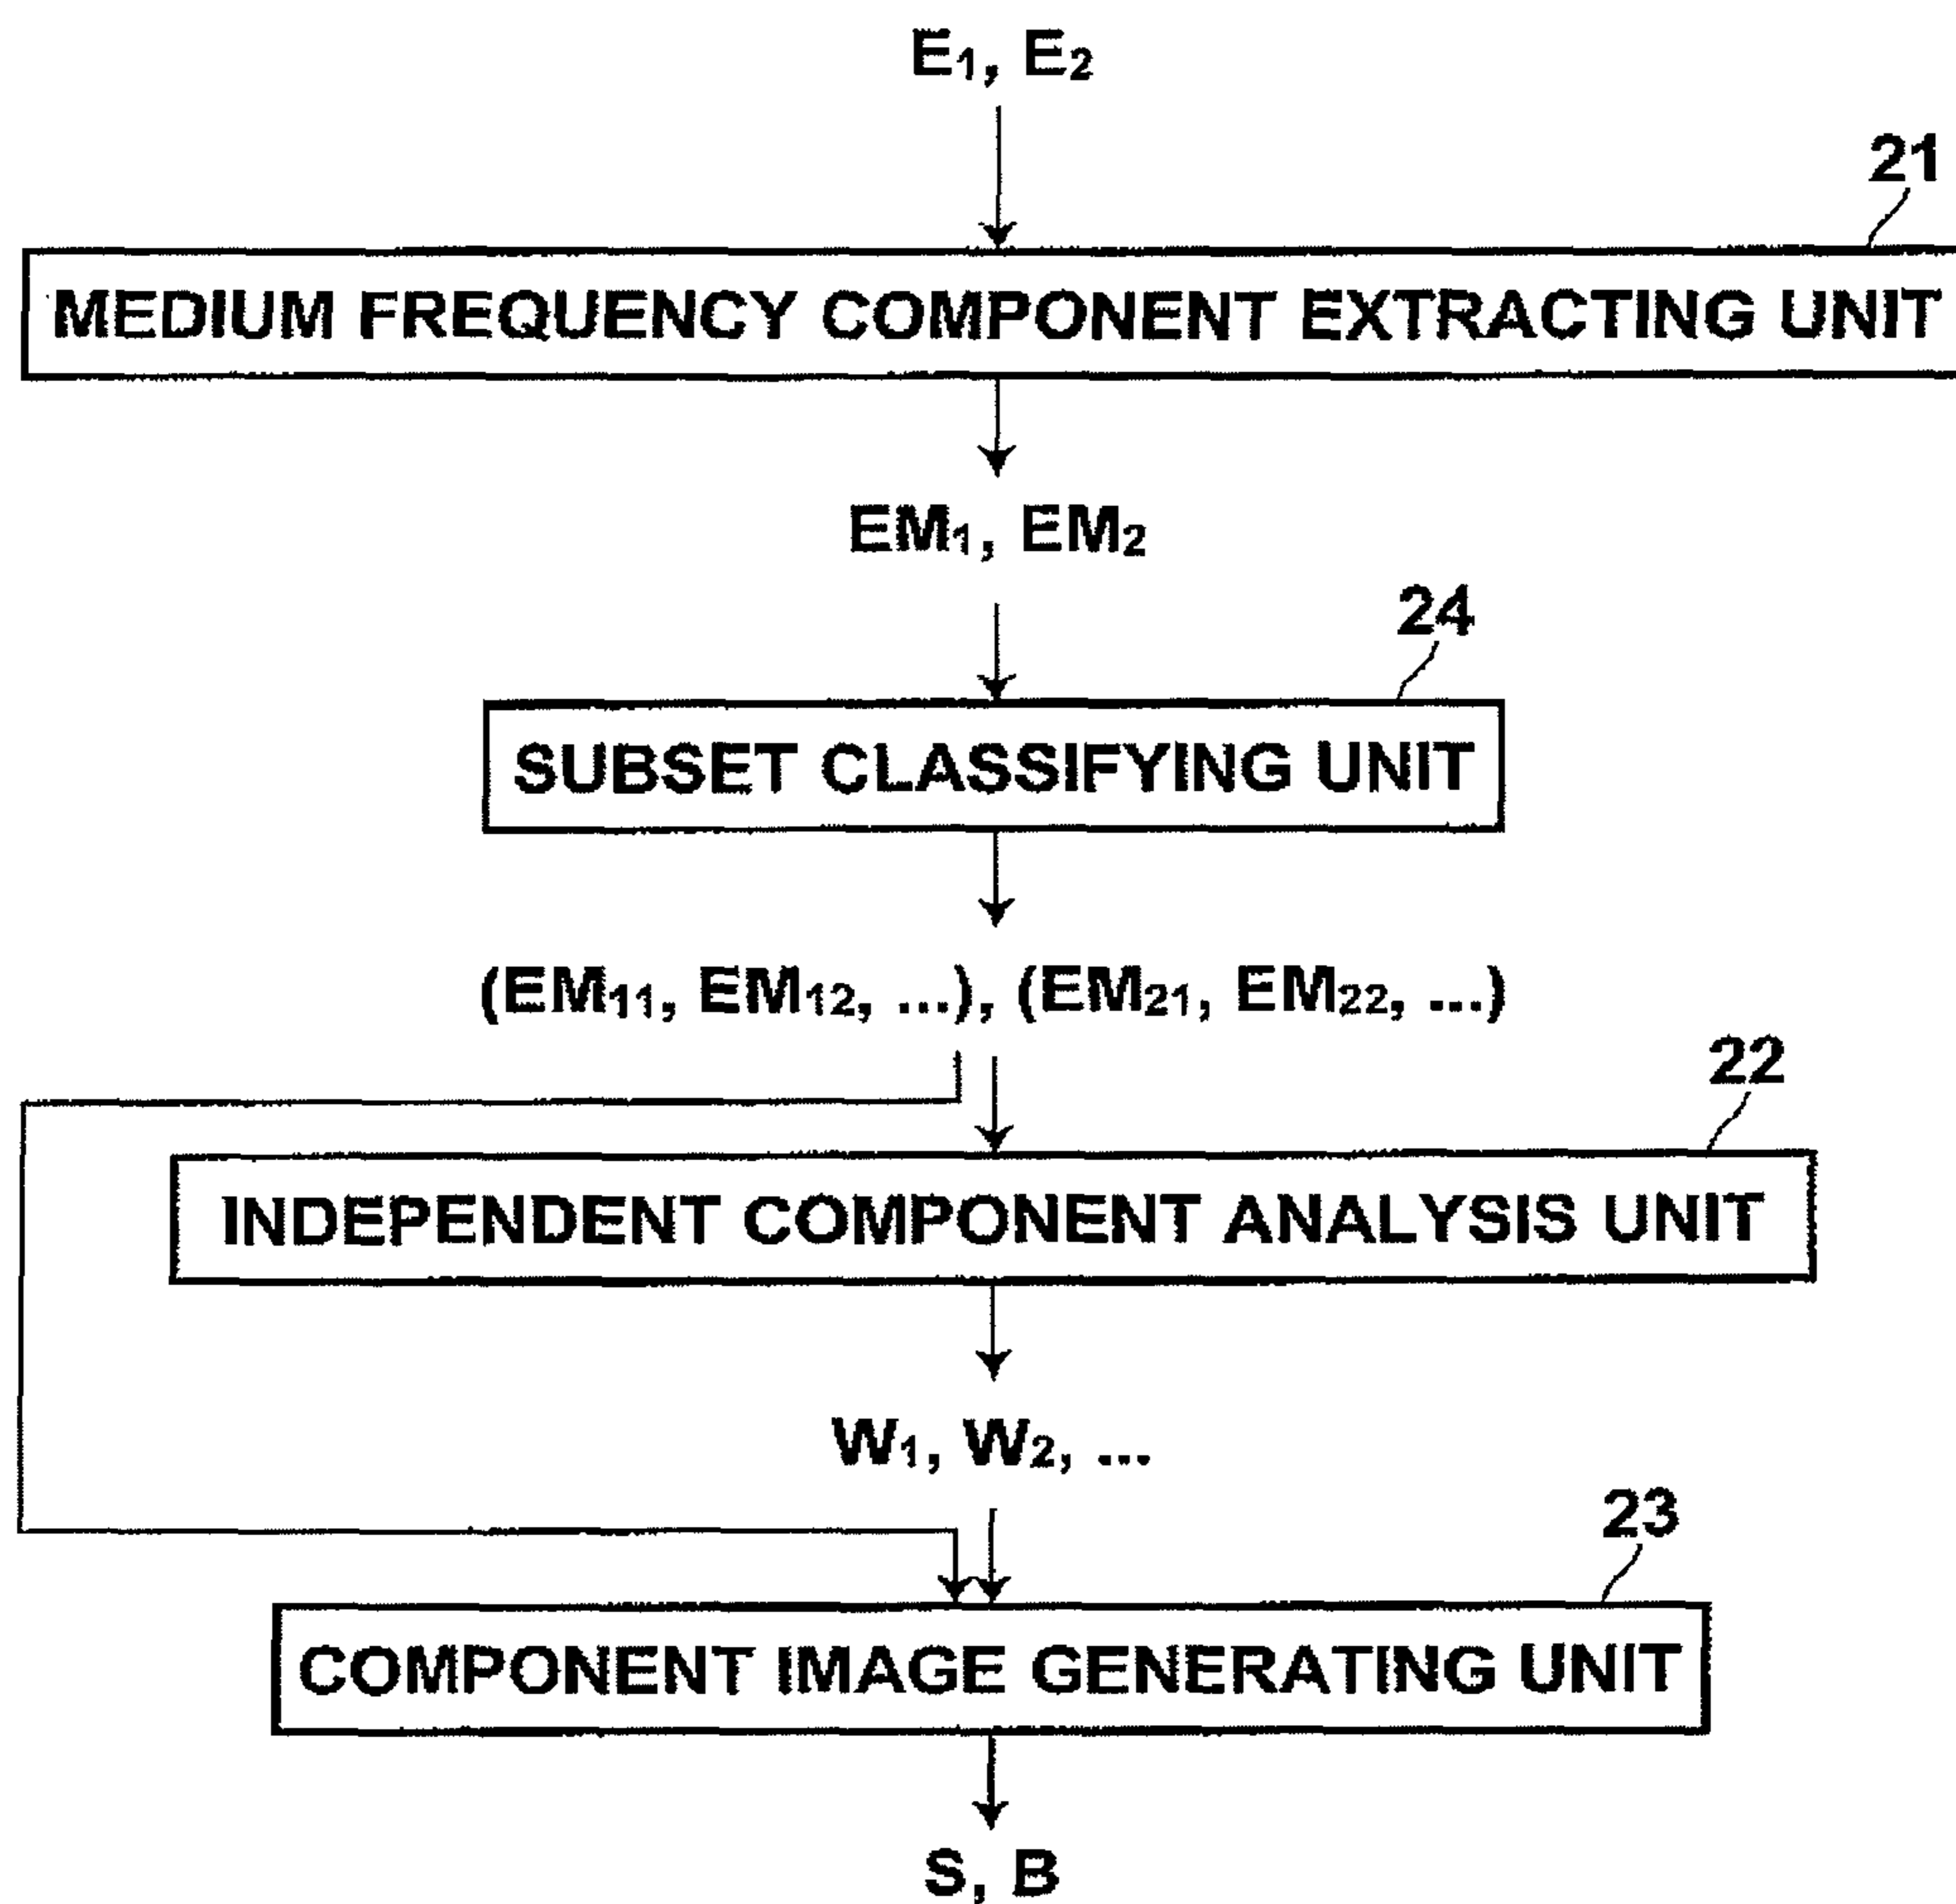 E₁, E₂
21
MEDIUM FREQUENCY COMPONENT EXTRACTING UNIT
EM₁, EM₂
24
SUBSET CLASSIFYING UNIT
(EM₁₁, EM₁₂, ...), (EM₂₁, EM₂₂, ...)
22
INDEPENDENT COMPONENT ANALYSIS UNIT
W₁, W₂, ...
23
COMPONENT IMAGE GENERATING UNIT
S, B